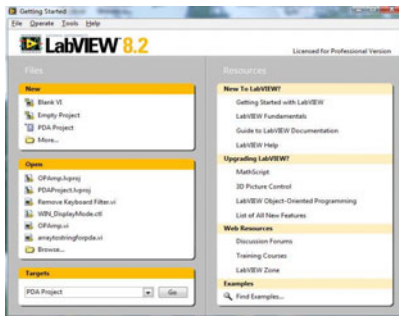 Getting Started
File Operate Tools Help
LabVIEW 8.2
Licensed for Professional Version
Files
New
Blank VI
Empty Project
PDA Project
More...
Open
OPAmp.lvproj
PDAProject.lvproj
Remove Keyboard Filter.vi
WIN_DisplayMode.ctl
OPAmp.vi
arraytostringforpda.vi
Browse...
Targets
PDA Project
Go
Resources
New To LabVIEW?
Getting Started with LabVIEW
LabVIEW Fundamentals
Guide to LabVIEW Documentation
LabVIEW Help
Upgrading LabVIEW?
MathScript
3D Picture Control
LabVIEW Object-Oriented Programming
List of All New Features
Web Resources
Discussion Forums
Training Courses
LabVIEW Zone
Examples
Find Examples...